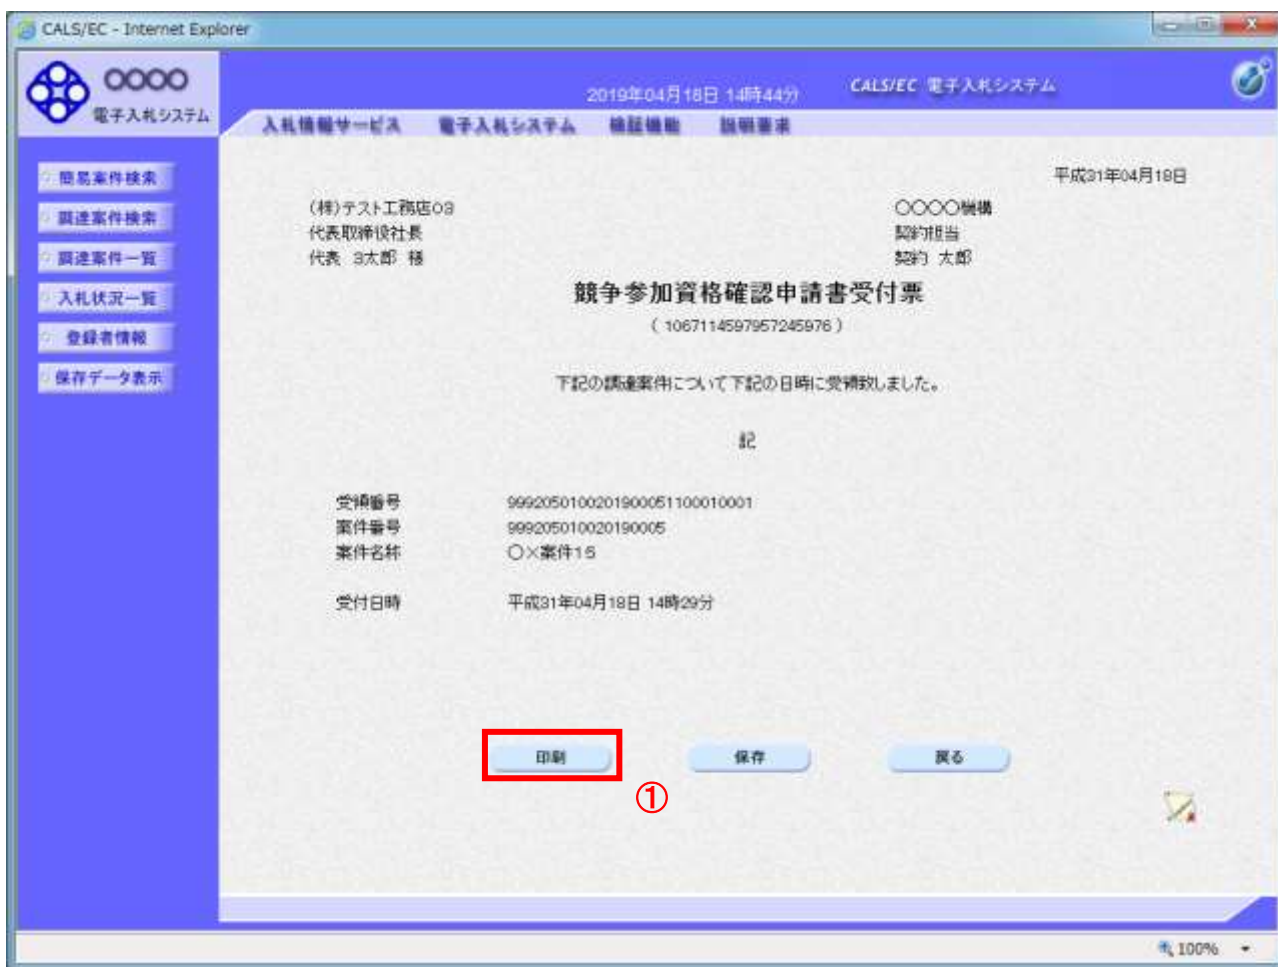 CALS/EC - Internet Explorer
○○○○
電子入札システム
2019年04月18日 14時44分
CALS/EC 電子入札システム
入札情報サービス 電子入札システム 検証機能 説明要求
簡易案件検索
調達案件検索
調達案件一覧
入札状況一覧
登録者情報
保存データ表示
平成31年04月18日
(株)テスト工務店03
代表取締役社長
代表 3太郎 様
○○○○機構
契約担当
契約 太郎
競争参加資格確認申請書受付票
( 1067114597957245976 )
下記の調達案件について下記の日時に受領致しました。
記
受領番号 9992050100201900051100010001
案件番号 999205010020190005
案件名称 ○×案件15
受付日時 平成31年04月18日 14時29分
印刷 保存 戻る
①
100%